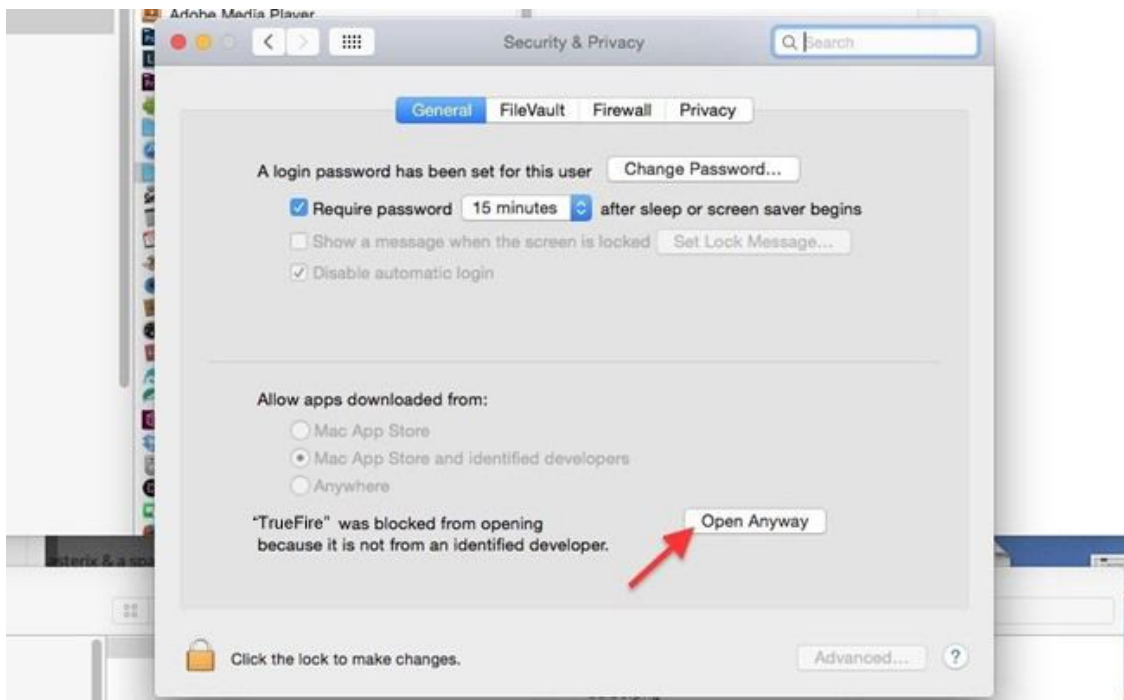 Adobe Media Player
Security & Privacy
Search
General FileVault Firewall Privacy
A login password has been set for this user Change Password...
Require password 15 minutes after sleep or screen saver begins
Show a message when the screen is locked Set Lock Message...
Disable automatic login
Allow apps downloaded from:
Mac App Store
Mac App Store and identified developers
Anywhere
“TrueFire” was blocked from opening Open Anyway
because it is not from an identified developer.
asterix & a spa
Click the lock to make changes. Advanced... ?